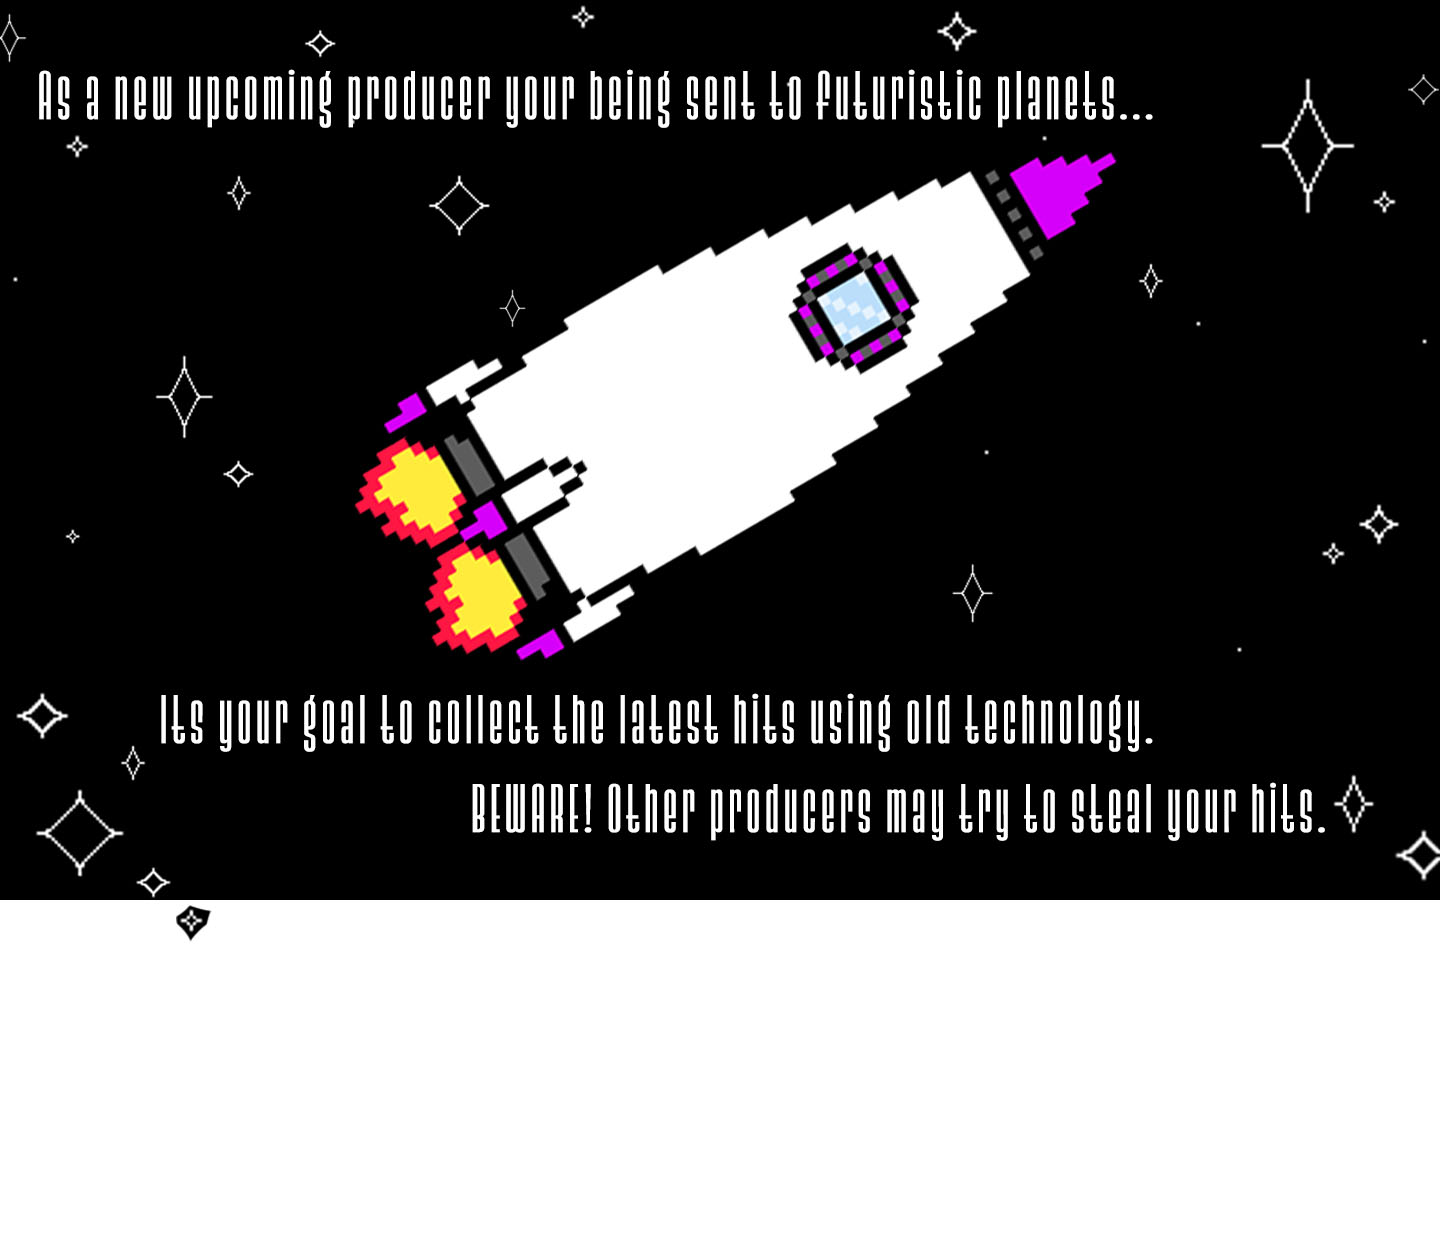 As a new upcoming producer your being sent to futuristic planets...
Its your goal to collect the latest hits using old technology.
BEWARE! Other producers may try to steal your hits.